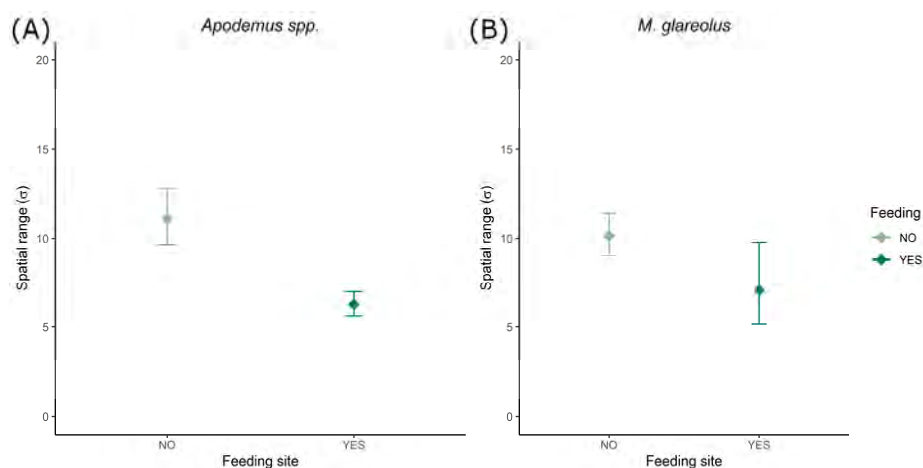 (A)
Apodemus spp.
20
15
10
5
0
Spatial range (σ)
NO
YES
Feeding site
(B)
M. glareolus
20
15
10
5
0
Spatial range (σ)
NO
YES
Feeding site
Feeding
NO
YES